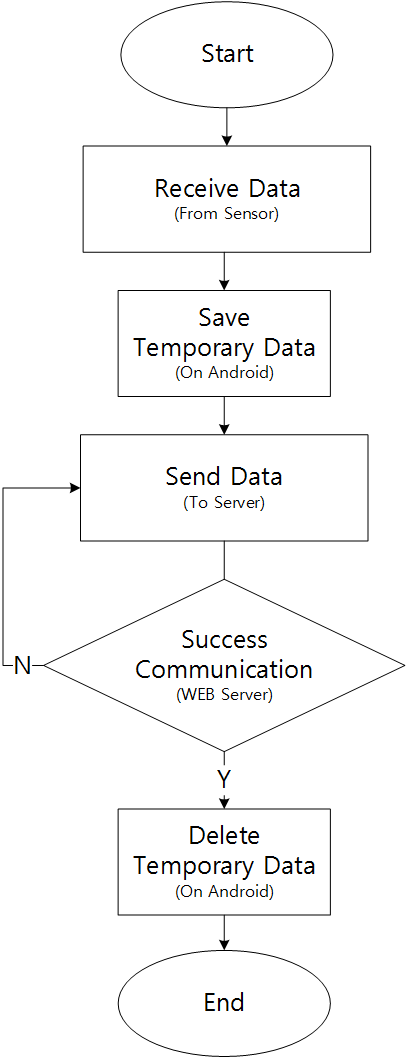 Start
Receive Data
(From Sensor)
Save
Temporary Data
(On Android)
Send Data
(To Server)
Success
Communication
(WEB Server)
N
Y
Delete
Temporary Data
(On Android)
End